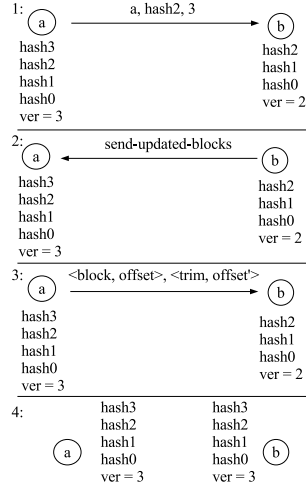 1:
a
a, hash2, 3
b
hash3
hash2
hash1
hash0
ver = 3
hash2
hash1
hash0
ver = 2
2:
a
send-updated-blocks
b
hash3
hash2
hash1
hash0
ver = 3
hash2
hash1
hash0
ver = 2
3:
a
<block, offset>, <trim, offset'>
b
hash3
hash2
hash1
hash0
ver = 3
hash2
hash1
hash0
ver = 2
4:
a
hash3
hash2
hash1
hash0
ver = 3
hash3
hash2
hash1
hash0
ver = 3
b